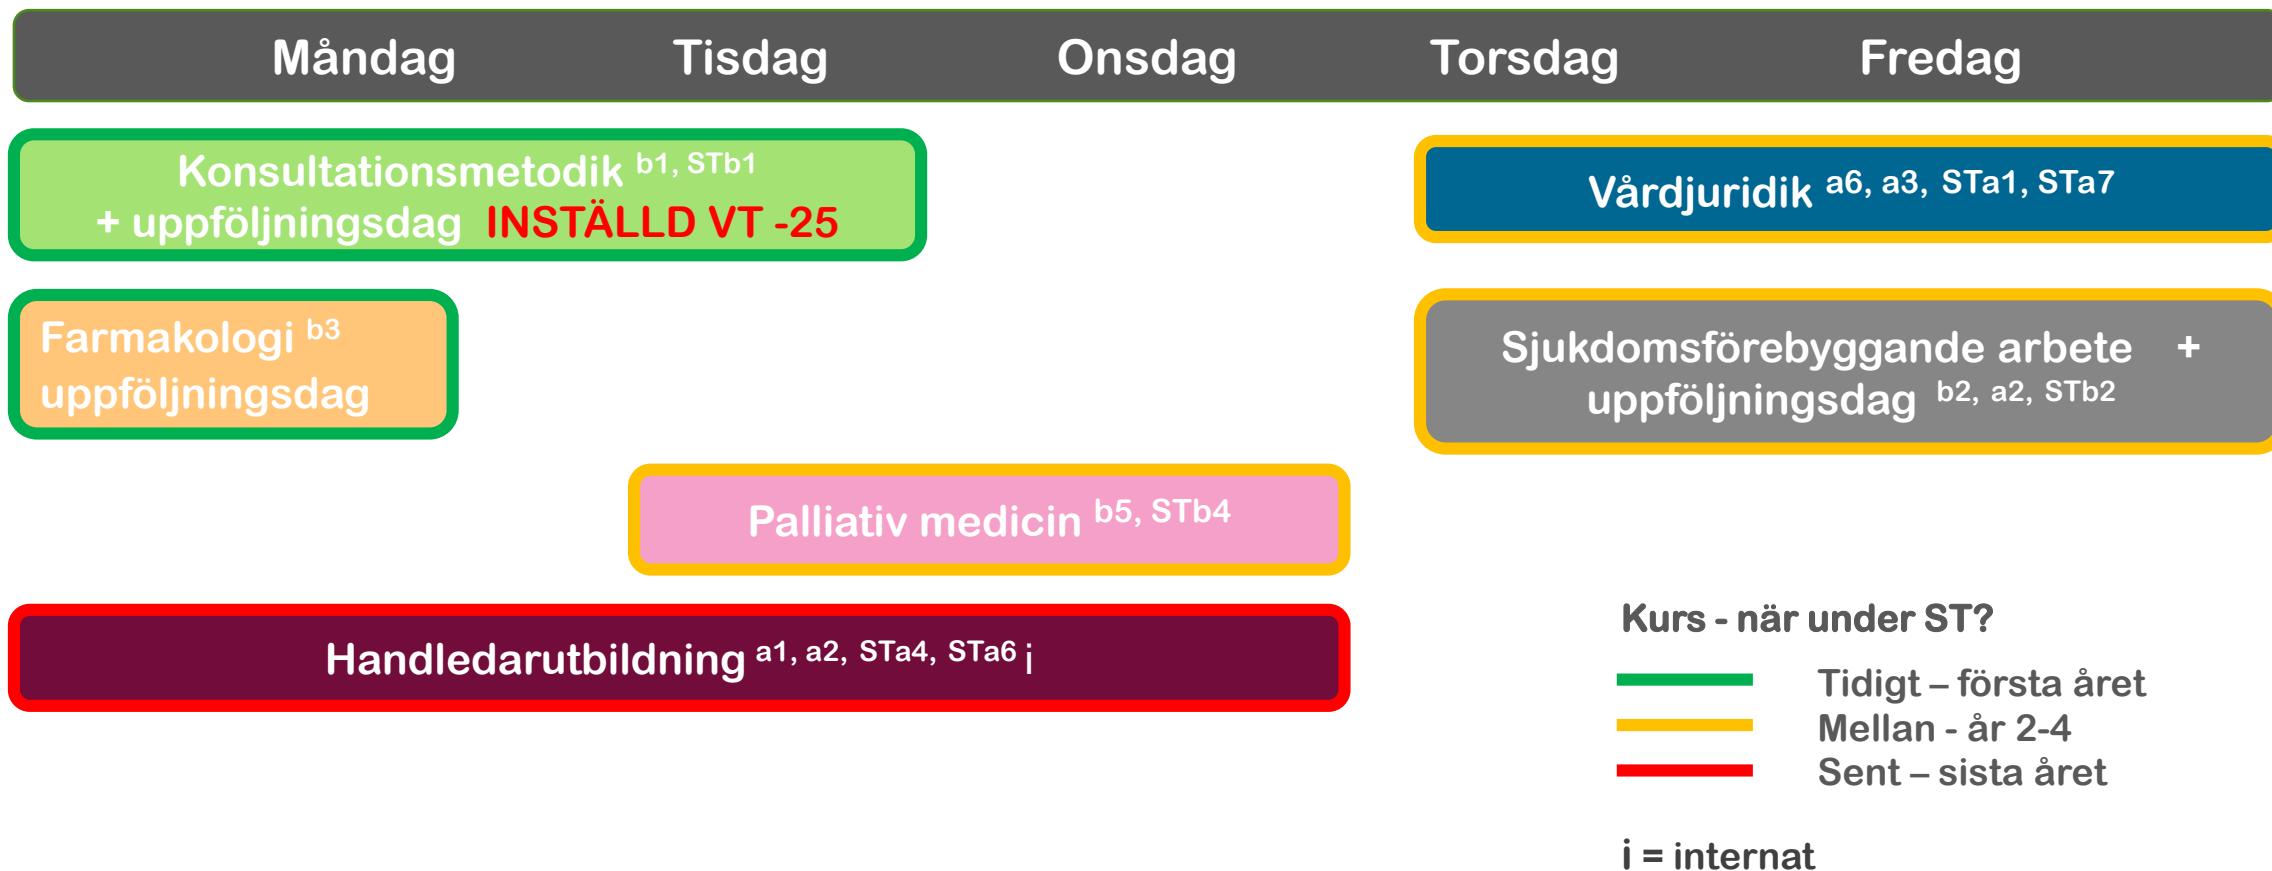 Måndag Tisdag Onsdag Torsdag Fredag
Konsultationsmetodik b1, STb1
+ uppföljningsdag INSTÄLLD VT -25
Vårdjuridik a6, a3, STa1, STa7
Farmakologi b3
uppföljningsdag
Sjukdomsförebyggande arbete +
uppföljningsdag b2, a2, STb2
Palliativ medicin b5, STb4
Handledarutbildning a1, a2, STa4, STa6 i
Kurs - när under ST?
Tidigt – första året
Mellan - år 2-4
Sent – sista året
i = internat